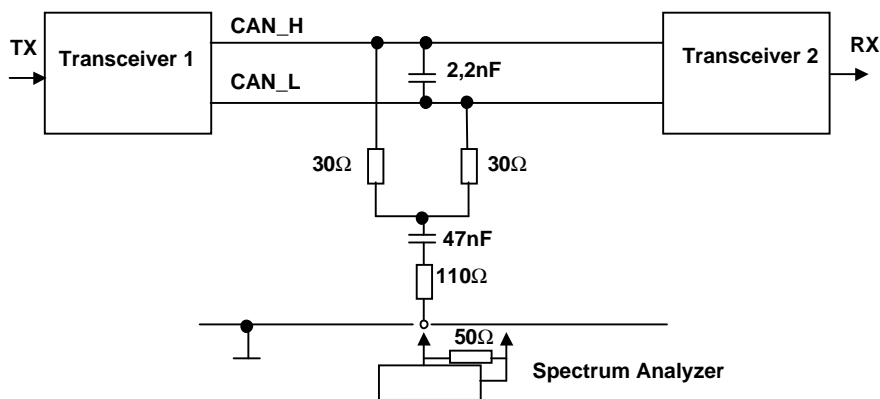 CAN_H
TX
Transceiver 1
Transceiver 2
RX
2,2nF
CAN_L
30Ω
30Ω
47nF
110Ω
50Ω
Spectrum Analyzer